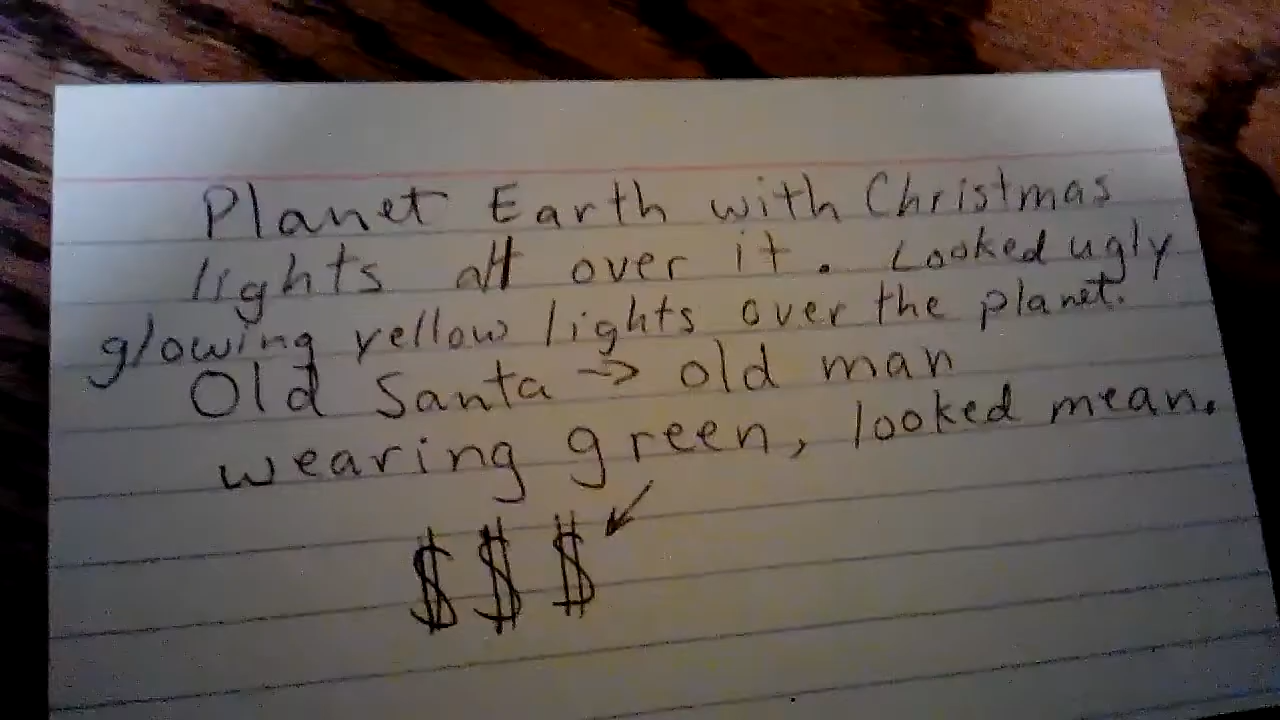 Planet Earth with Christmas
lights all over it. Looked ugly
glowing yellow lights over the planet.
Old Santa → old man
wearing green, looked mean.
$ $ $ ↙